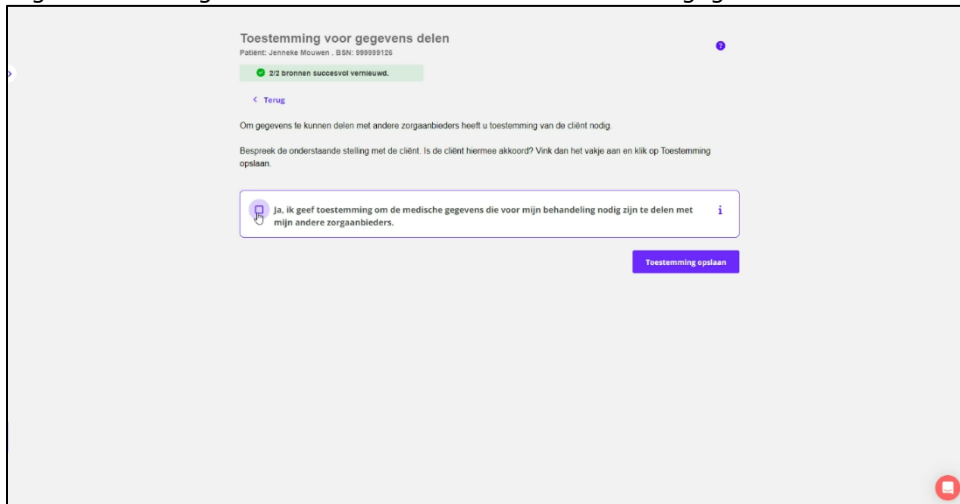 Toestemming voor gegevens delen
Patiënt: Jenneke Mouwen , BSN: 999999126
?
2/2 bronnen succesvol vernieuwd.
< Terug
Om gegevens te kunnen delen met andere zorgaanbieders heeft u toestemming van de cliënt nodig.
Bespreek de onderstaande stelling met de cliënt. Is de cliënt hiermee akkoord? Vink dan het vakje aan en klik op Toestemming
opslaan.
Ja, ik geef toestemming om de medische gegevens die voor mijn behandeling nodig zijn te delen met
mijn andere zorgaanbieders.
i
Toestemming opslaan